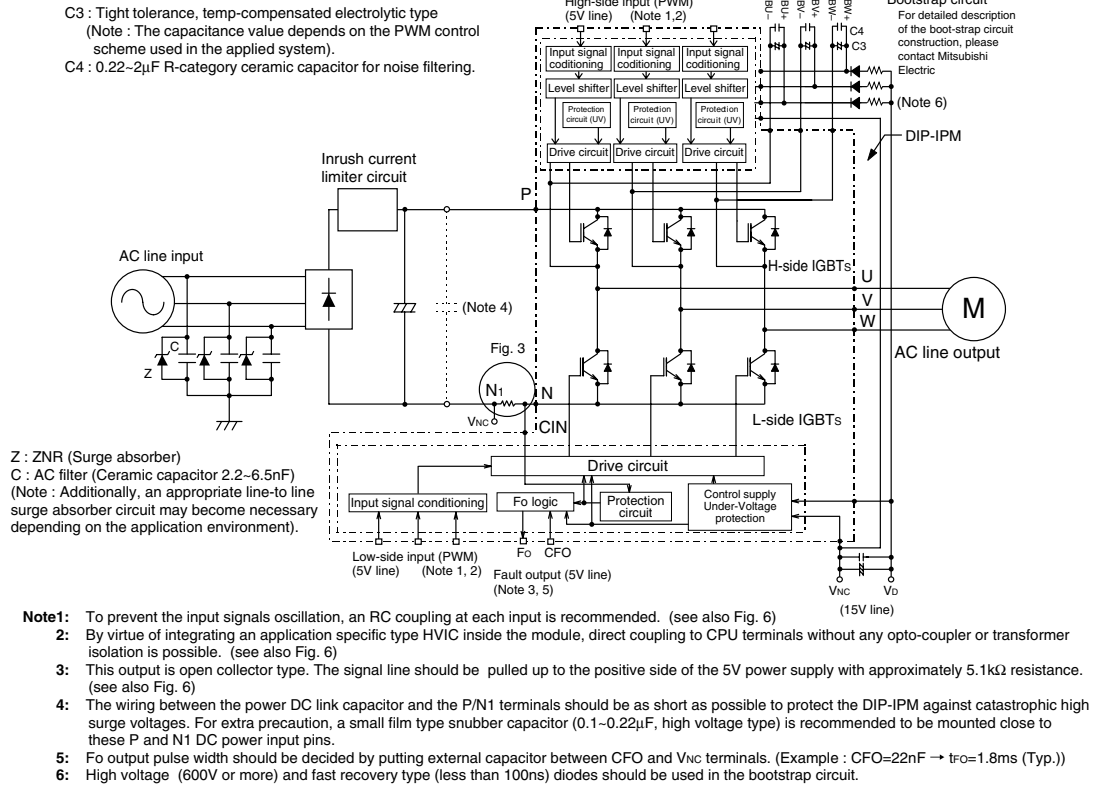 High-side input (PWM)
(5V line) (Note 1,2)
BU–
BU+
BV–
BV+
BW–
BW+
Bootstrap circuit
For detailed description
of the boot-strap circuit
construction, please
contact Mitsubishi
Electric
C3 : Tight tolerance, temp-compensated electrolytic type
(Note : The capacitance value depends on the PWM control
scheme used in the applied system).
C4 : 0.22~2μF R-category ceramic capacitor for noise filtering.
C4
C3
Input signal coditioning
Input signal coditioning
Input signal coditioning
Level shifter
Level shifter
Level shifter
Protection circuit (UV)
Protection circuit (UV)
Protection circuit (UV)
Drive circuit
Drive circuit
Drive circuit
(Note 6)
DIP-IPM
Inrush current
limiter circuit
P
AC line input
H-side IGBTS
U
V
W
M
AC line output
(Note 4)
C
Z
Fig. 3
N1
N
VNC
CIN
L-side IGBTS
Z : ZNR (Surge absorber)
C : AC filter (Ceramic capacitor 2.2~6.5nF)
(Note : Additionally, an appropriate line-to line
surge absorber circuit may become necessary
depending on the application environment).
Drive circuit
Input signal conditioning
Fo logic
Protection
circuit
Control supply
Under-Voltage
protection
Low-side input (PWM)
(5V line) (Note 1, 2)
FO
CFO
Fault output (5V line)
(Note 3, 5)
VNC
VD
(15V line)
Note1: To prevent the input signals oscillation, an RC coupling at each input is recommended. (see also Fig. 6)
2: By virtue of integrating an application specific type HVIC inside the module, direct coupling to CPU terminals without any opto-coupler or transformer
isolation is possible. (see also Fig. 6)
3: This output is open collector type. The signal line should be pulled up to the positive side of the 5V power supply with approximately 5.1kΩ resistance.
(see also Fig. 6)
4: The wiring between the power DC link capacitor and the P/N1 terminals should be as short as possible to protect the DIP-IPM against catastrophic high
surge voltages. For extra precaution, a small film type snubber capacitor (0.1~0.22μF, high voltage type) is recommended to be mounted close to
these P and N1 DC power input pins.
5: Fo output pulse width should be decided by putting external capacitor between CFO and VNC terminals. (Example : CFO=22nF → tFO=1.8ms (Typ.))
6: High voltage (600V or more) and fast recovery type (less than 100ns) diodes should be used in the bootstrap circuit.